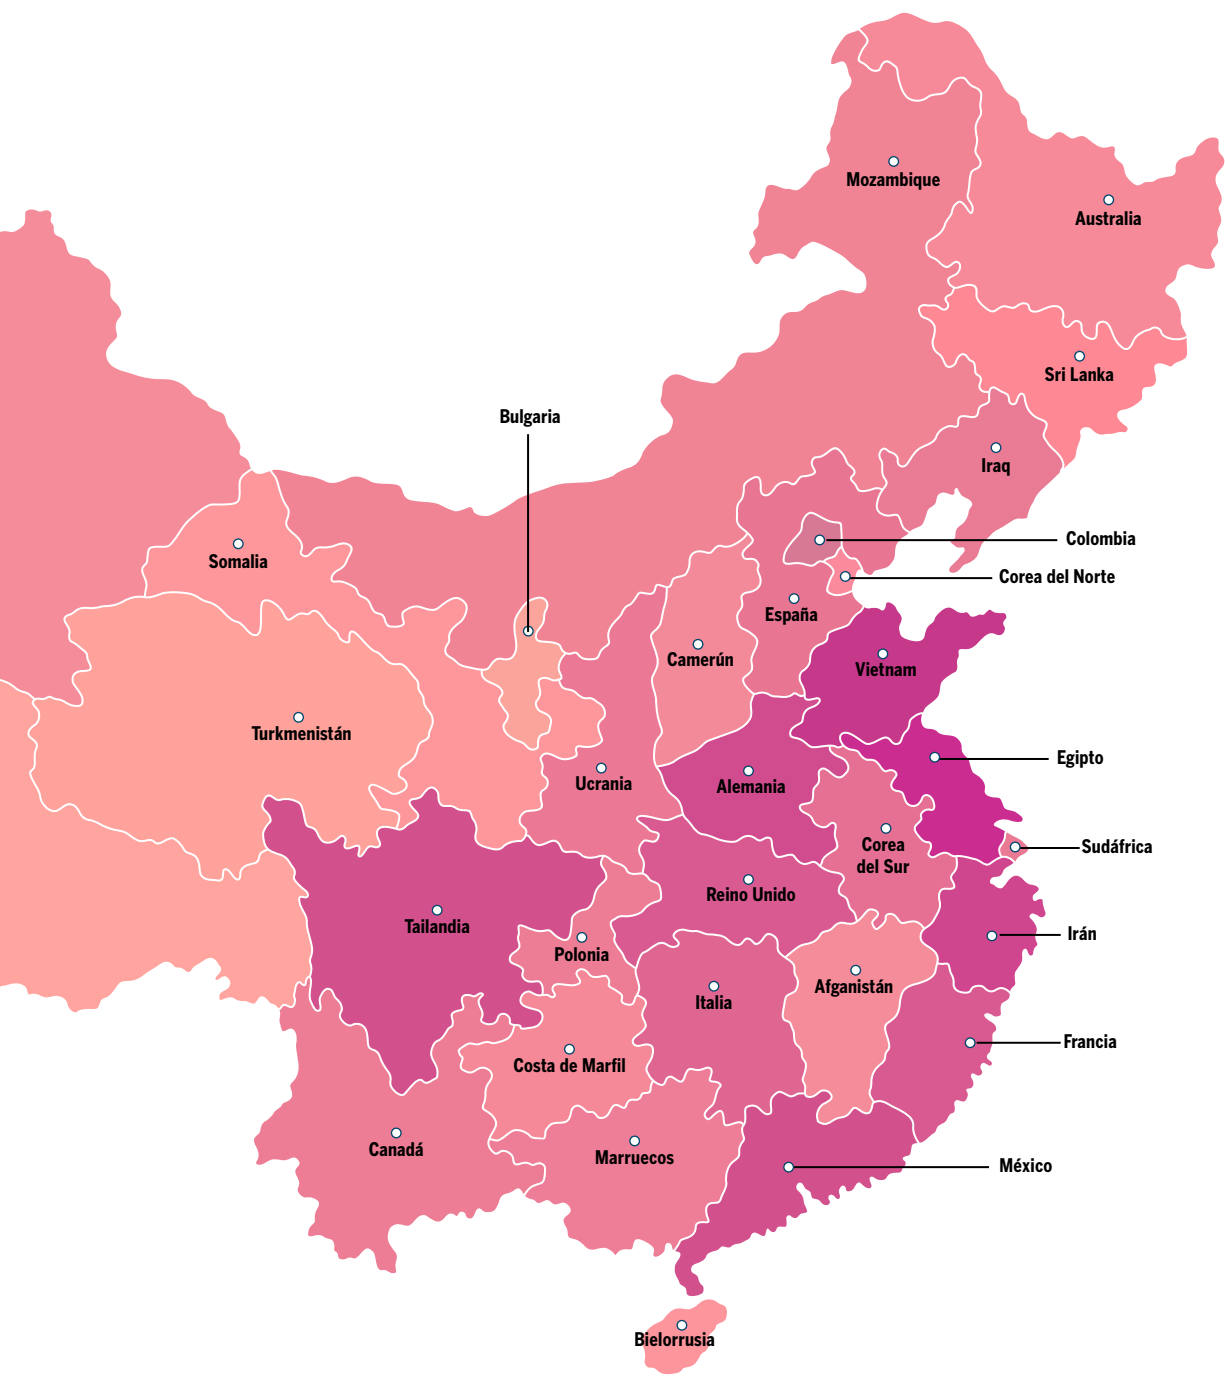 Mozambique
Australia
Sri Lanka
Bulgaria
Iraq
Colombia
Somalia
Corea del Norte
España
Camerún
Vietnam
Turkmenistán
Egipto
Ucrania
Alemania
Corea
del Sur
Sudáfrica
Reino Unido
Tailandia
Irán
Polonia
Afganistán
Italia
Francia
Costa de Marfil
Canadá
Marruecos
México
Bielorrusia